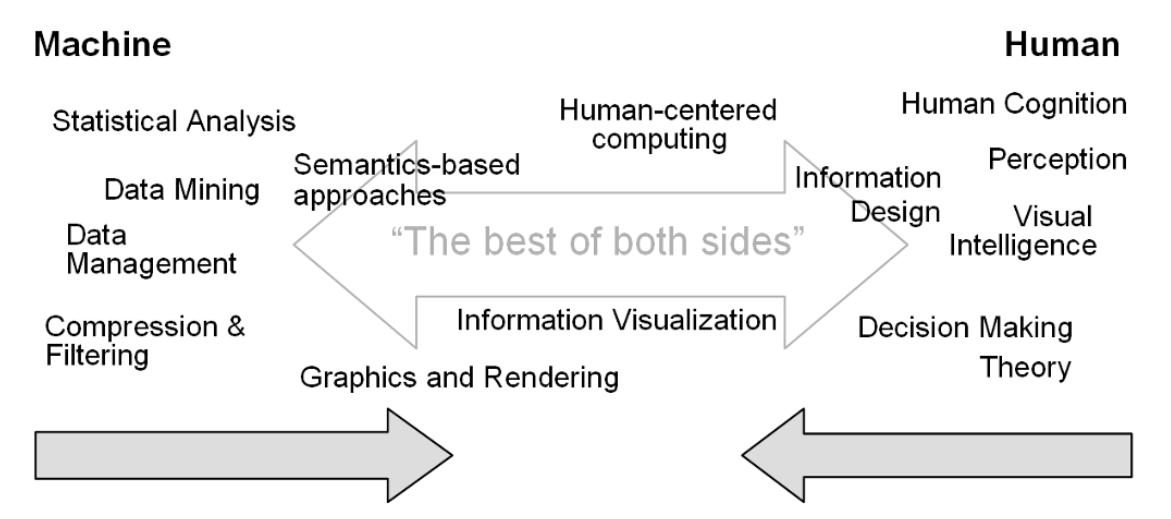 Machine
Human
Statistical Analysis
Data Mining
Data
Management
Compression &
Filtering
Semantics-based
approaches
Human-centered
computing
"The best of both sides"
Information Visualization
Graphics and Rendering
Information
Design
Human Cognition
Perception
Visual
Intelligence
Decision Making
Theory